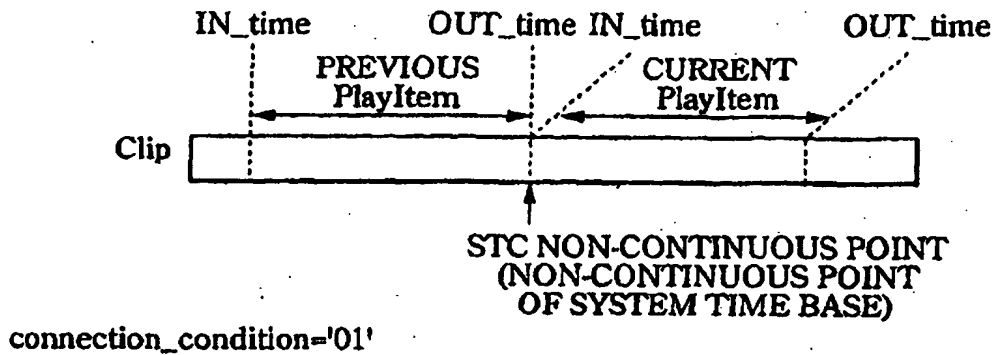 IN_time OUT_time IN_time OUT_time
PREVIOUS
PlayItem
CURRENT
PlayItem
Clip
STC NON-CONTINUOUS POINT
(NON-CONTINUOUS POINT
OF SYSTEM TIME BASE)
connection_condition='01'